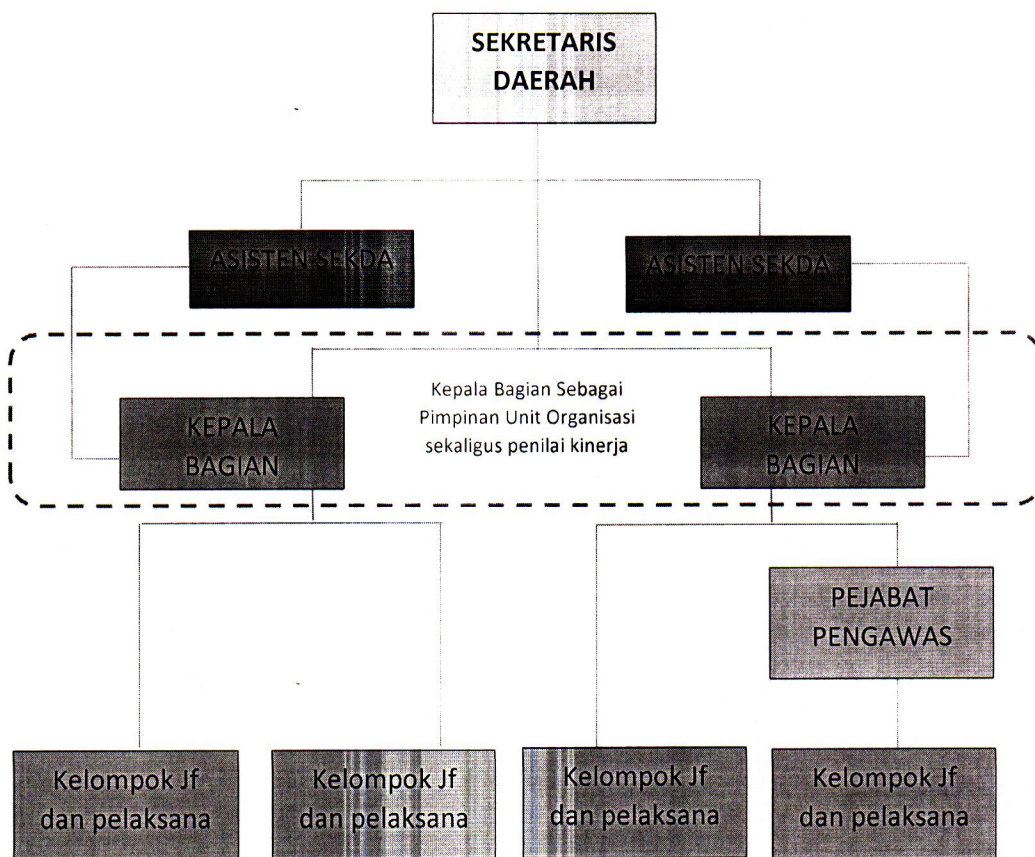 SEKRETARIS
DAERAH
ASISTEN SEKDA
ASISTEN SEKDA
Kepala Bagian Sebagai
Pimpinan Unit Organisasi
sekaligus penilai kinerja
KEPALA
BAGIAN
KEPALA
BAGIAN
PEJABAT
PENGAWAS
Kelompok Jf
dan pelaksana
Kelompok Jf
dan pelaksana
Kelompok Jf
dan pelaksana
Kelompok Jf
dan pelaksana